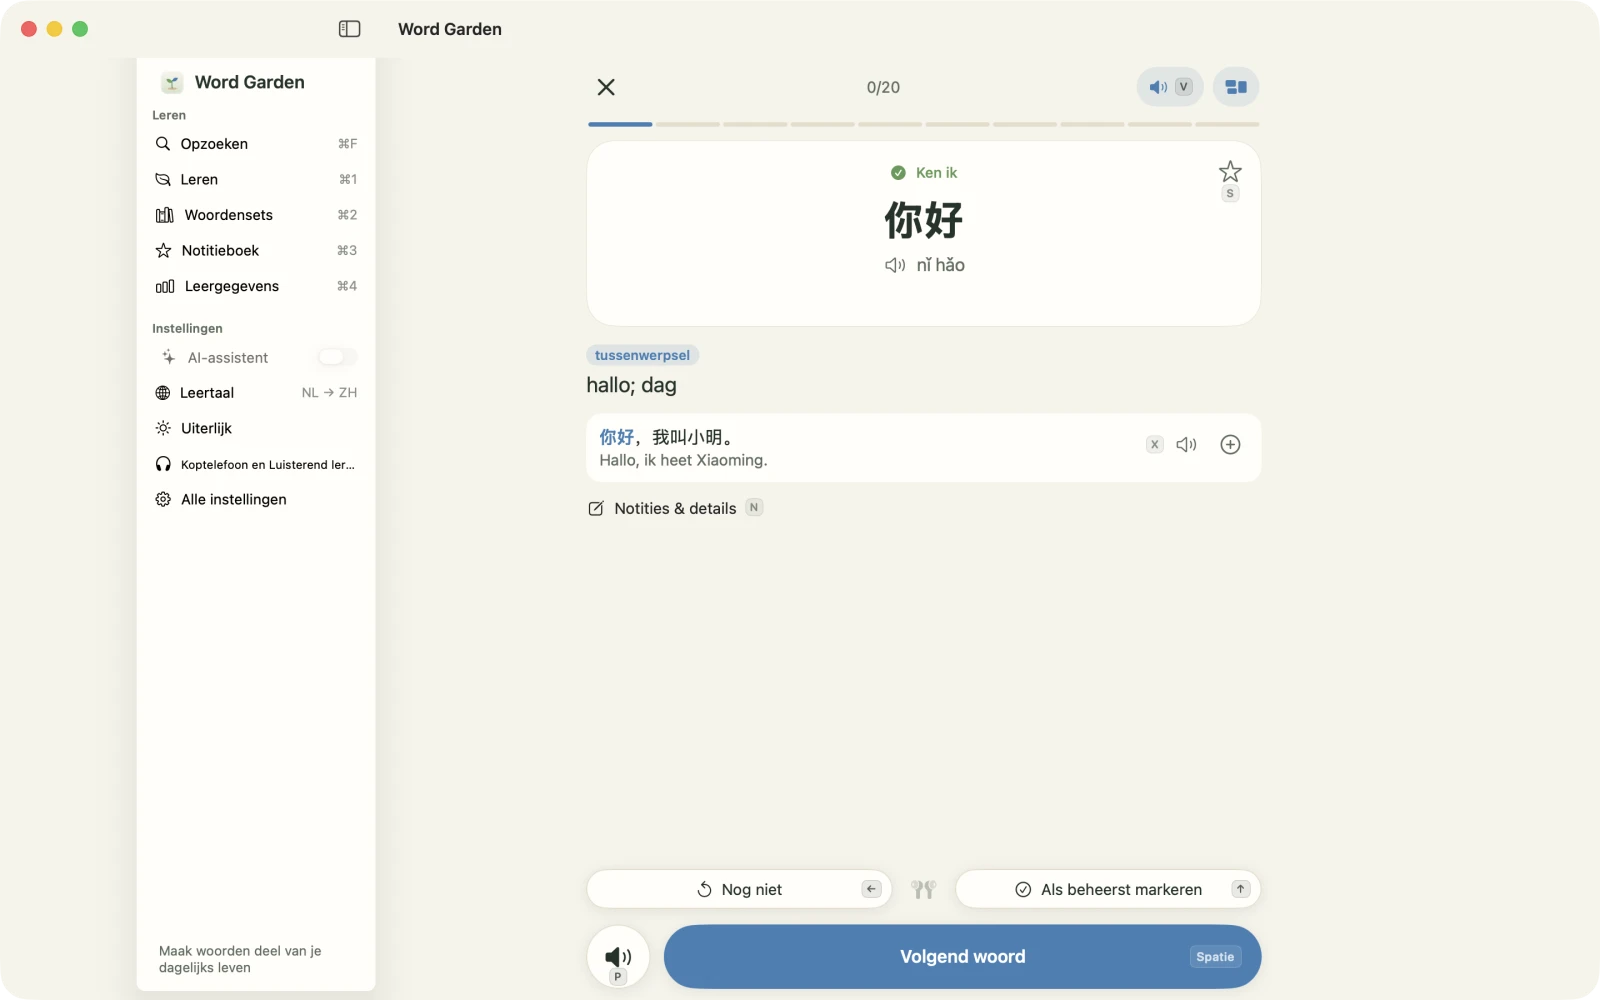 Word Garden
Word Garden
Leren
Opzoeken ⌘F
Leren ⌘1
Woordensets ⌘2
Notitieboek ⌘3
Leergegevens ⌘4
Instellingen
AI-assistent
Leertaal NL → ZH
Uiterlijk
Koptelefoon en Luisterend ler...
Alle instellingen
Maak woorden deel van je
dagelijks leven
0/20
V
Ken ik
S
你好
nǐ hǎo
tussenwerpsel
hallo; dag
你好，我叫小明。
X
Hallo, ik heet Xiaoming.
Notities & details N
Nog niet ←
Als beheerst markeren ↑
P
Volgend woord Spatie